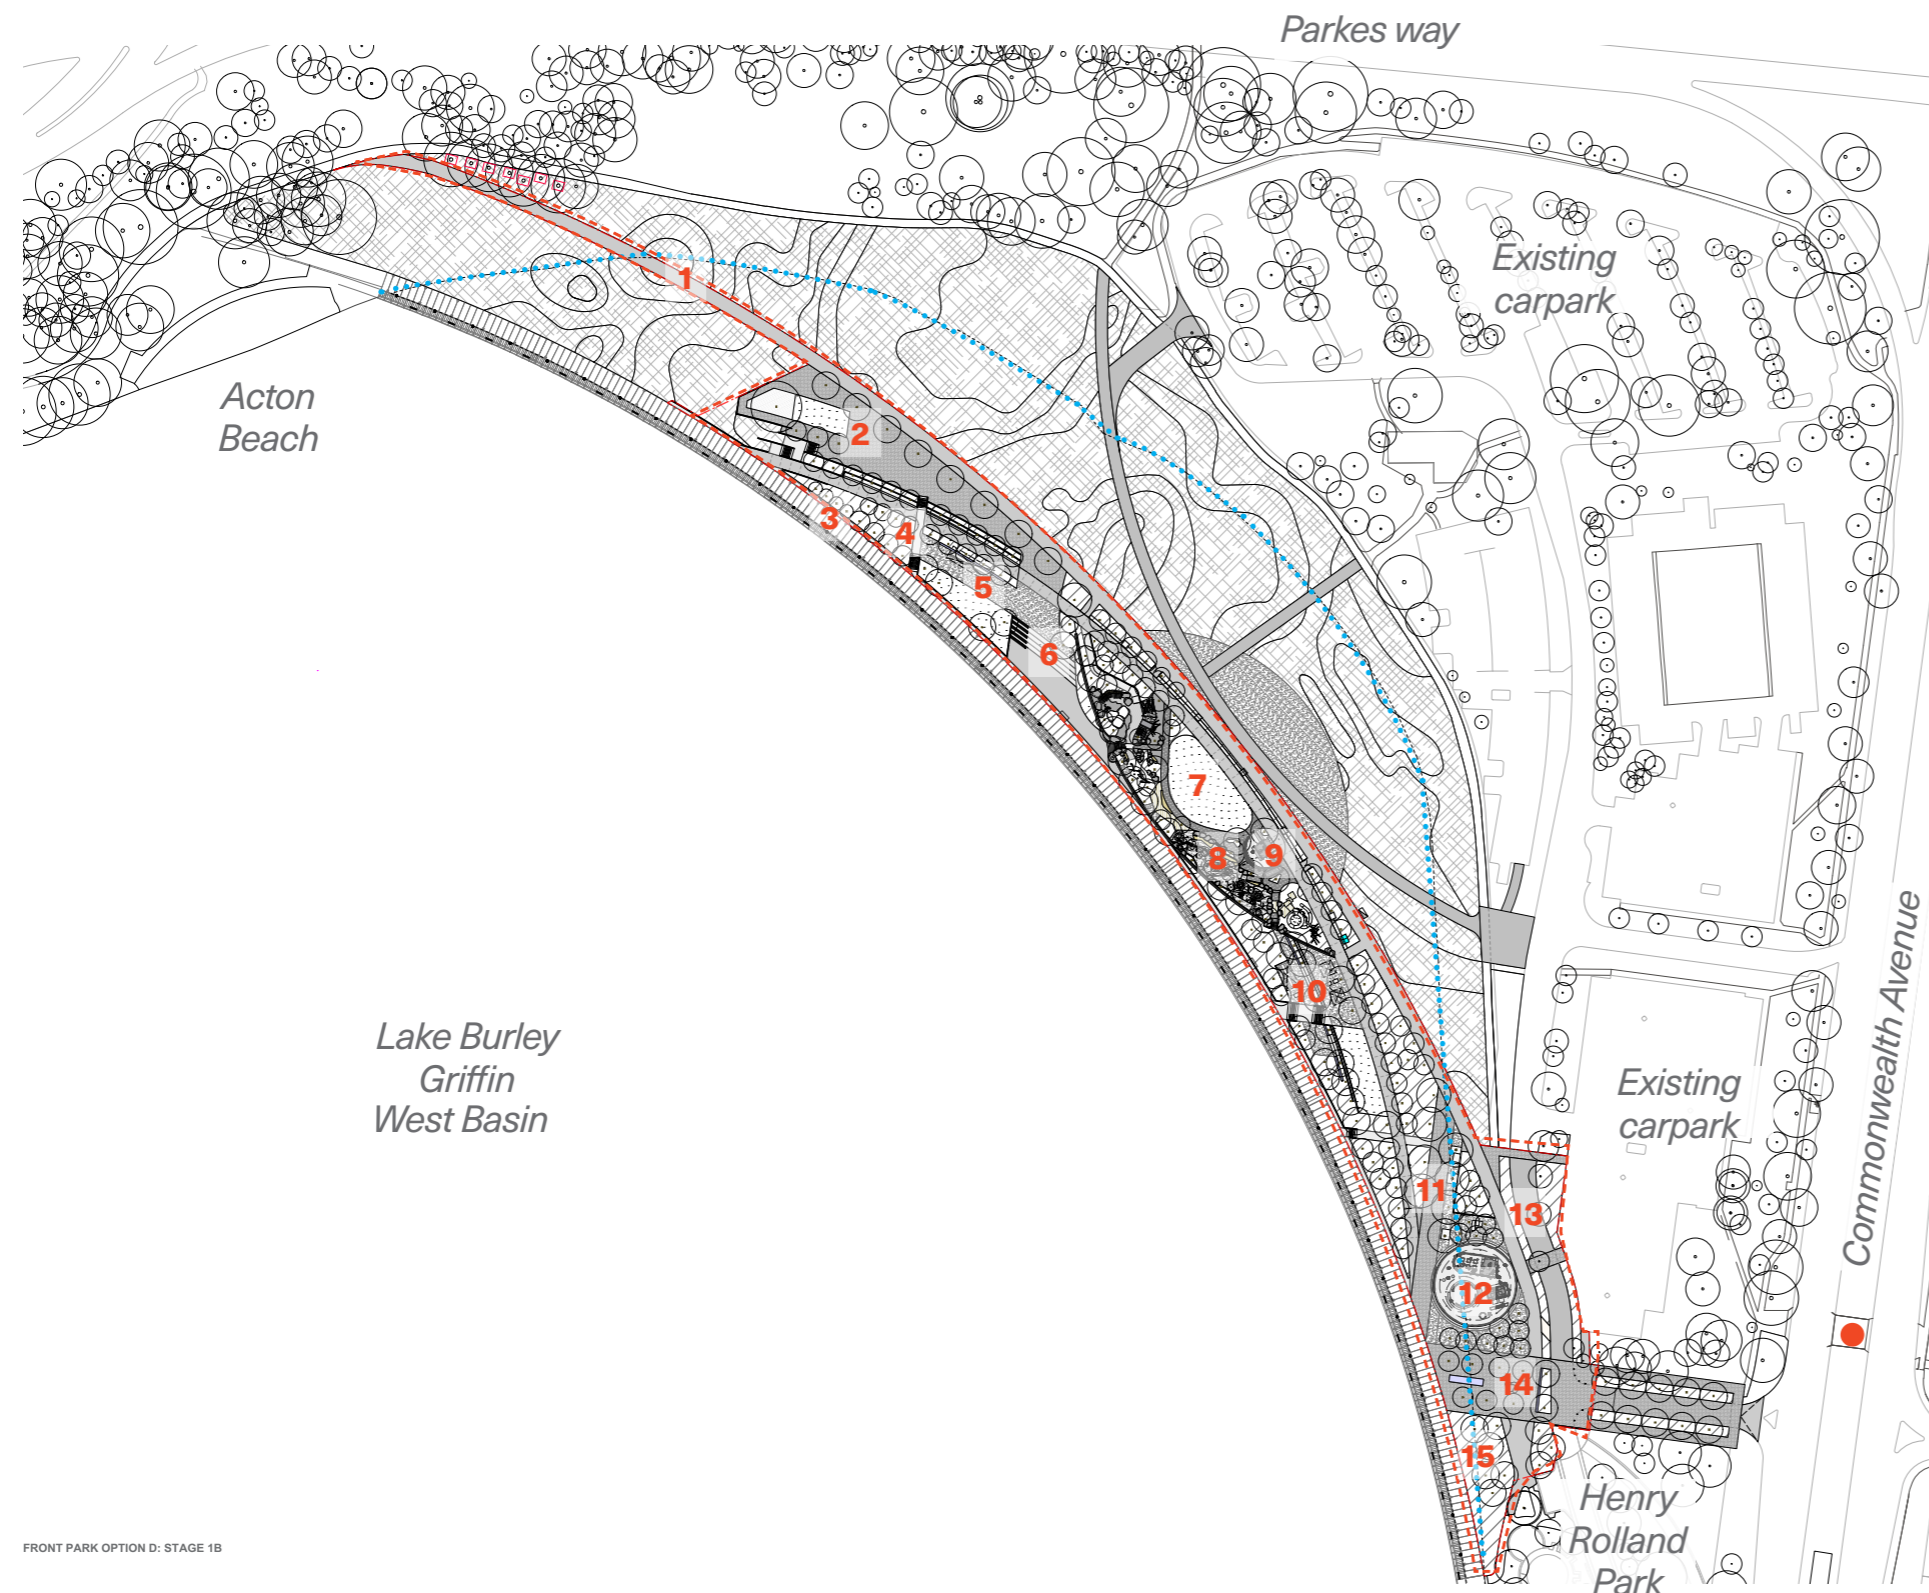 Parkes way
Existing
carpark
1
Acton
Beach
2
3
4
5
6
7
8
9
10
Lake Burley
Griffin
West Basin
Existing
carpark
Commonwealth Avenue
11
13
12
14
15
Henry
Rolland
Park
FRONT PARK OPTION D: STAGE 1B